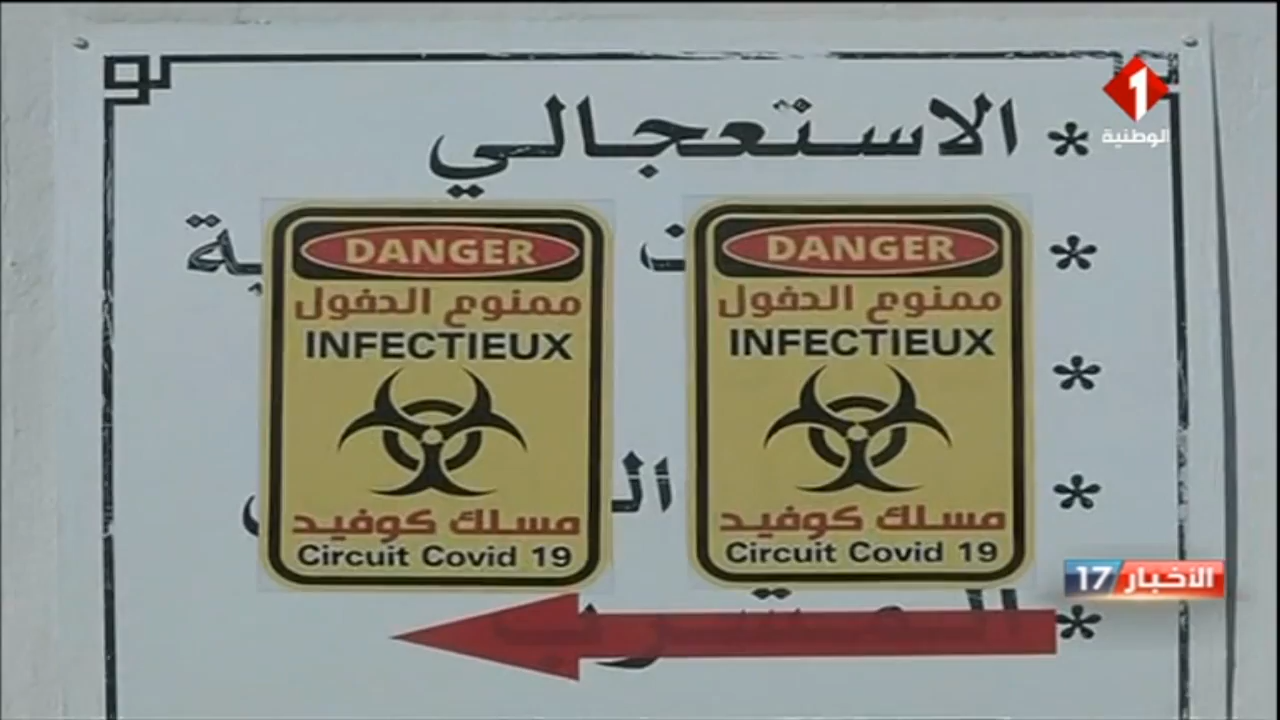 * الاستعجالي
الوطنية
*
DANGER
ممنوع الدخول
INFECTIEUX
مسلك كوفيد
Circuit Covid 19
DANGER
ممنوع الدخول
INFECTIEUX
مسلك كوفيد
Circuit Covid 19
*
*
الأخبار 17
*